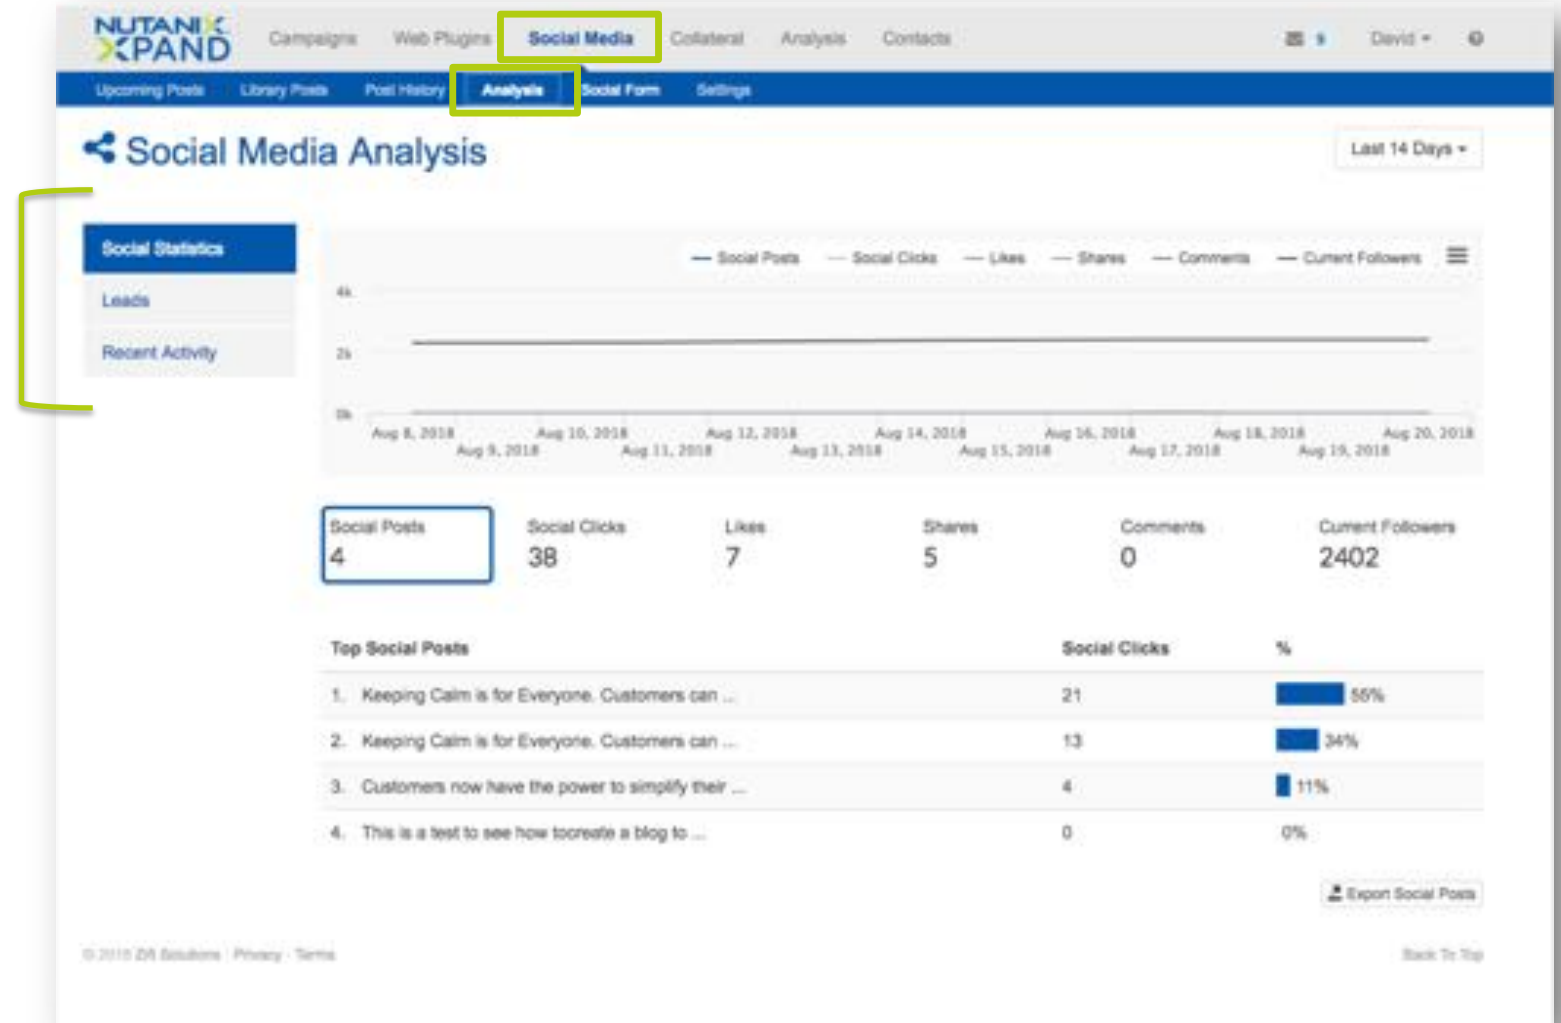 NUTANIX
XPAND
Campaigns Web Plugins Social Media Collateral Analysis Contacts 9 David
Upcoming Posts Library Posts Post History Analysis Social Form Settings
Social Media Analysis
Last 14 Days
Social Statistics
Leads
Recent Activity
Social Posts Social Clicks Likes Shares Comments Current Followers
4k
2k
0k
Aug 8, 2018 Aug 10, 2018 Aug 12, 2018 Aug 14, 2018 Aug 16, 2018 Aug 18, 2018 Aug 20, 2018
Aug 9, 2018 Aug 11, 2018 Aug 13, 2018 Aug 15, 2018 Aug 17, 2018 Aug 19, 2018
Social Posts Social Clicks Likes Shares Comments Current Followers
4 38 7 5 0 2402
Top Social Posts Social Clicks %
1. Keeping Calm is for Everyone. Customers can ... 21 55%
2. Keeping Calm is for Everyone. Customers can ... 13 34%
3. Customers now have the power to simplify their ... 4 11%
4. This is a test to see how tocreate a blog to ... 0 0%
Export Social Posts
© 2018 Solutions Privacy - Terms Back To Top